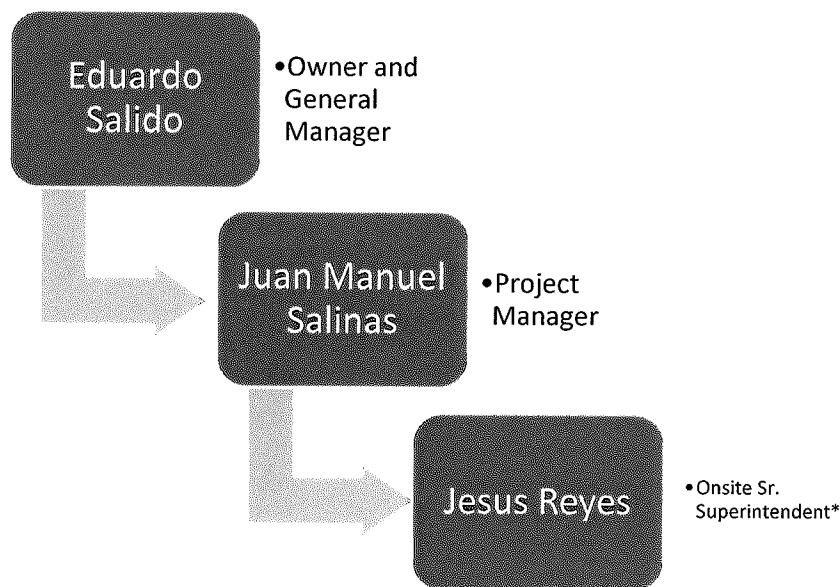 Eduardo
Salido
•Owner and
General
Manager
Juan Manuel
Salinas
•Project
Manager
Jesus Reyes
•Onsite Sr.
Superintendent*